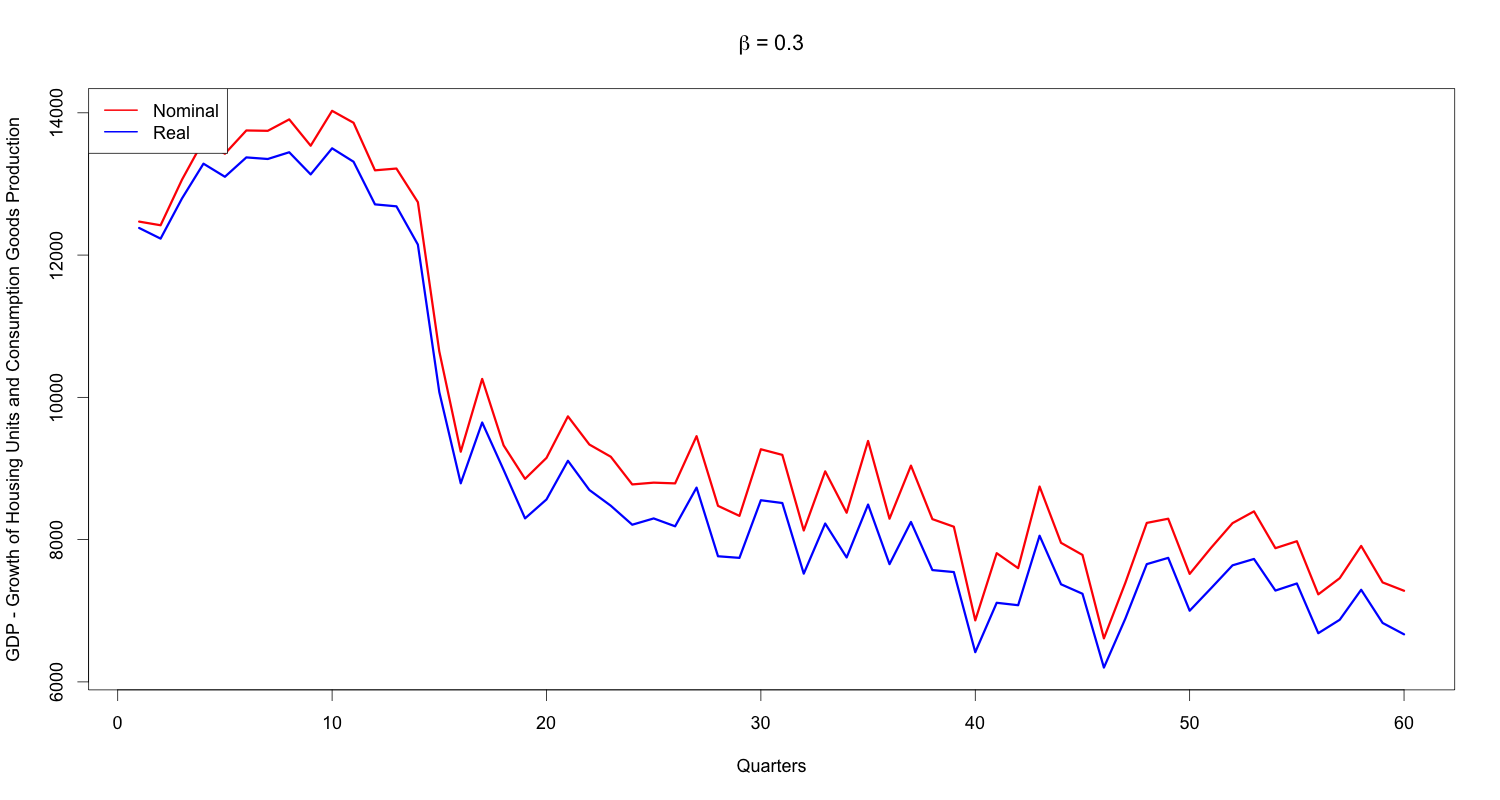 β = 0.3
Nominal
Real
GDP - Growth of Housing Units and Consumption Goods Production
14000
12000
10000
8000
6000
0 10 20 30 40 50 60
Quarters